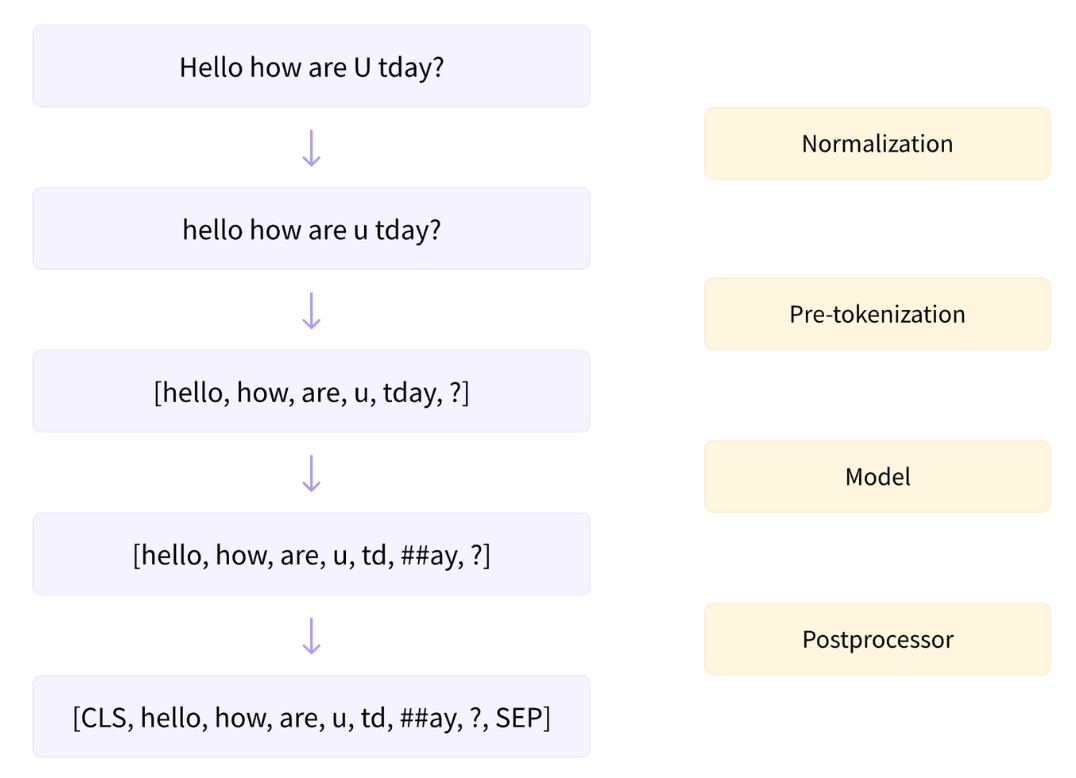 Hello how are U tday?
Normalization
hello how are u tday?
Pre-tokenization
[hello, how, are, u, tday, ?]
Model
[hello, how, are, u, td, ##ay, ?]
Postprocessor
[CLS, hello, how, are, u, td, ##ay, ?, SEP]